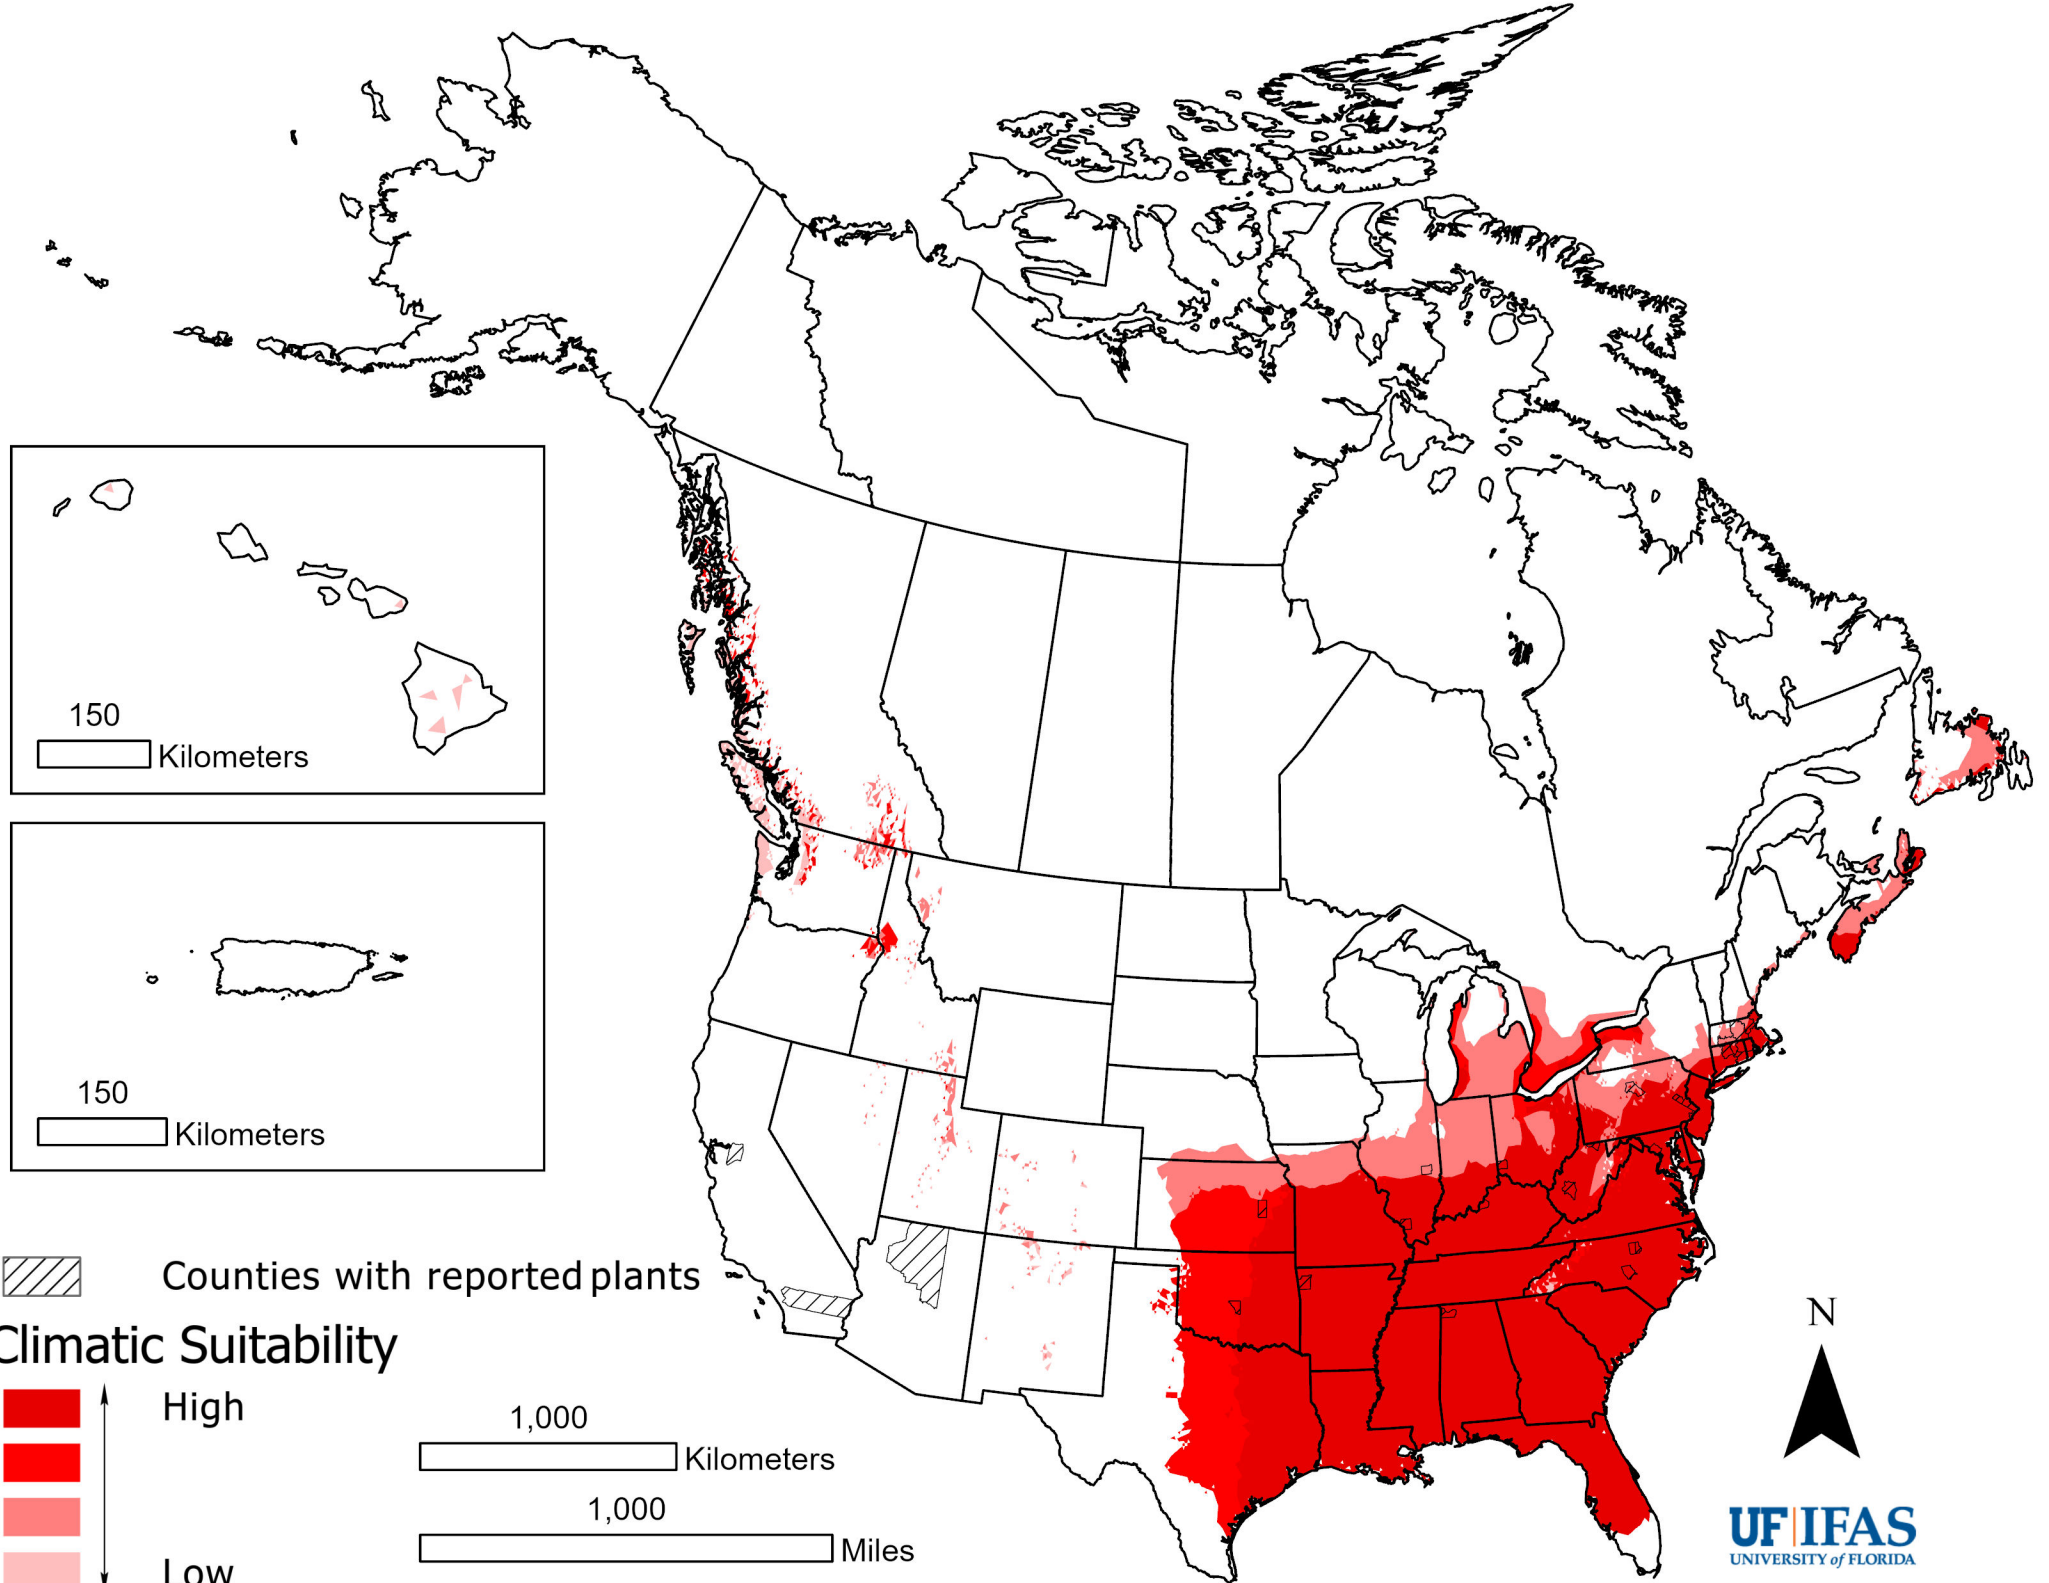 150
Kilometers
150
Kilometers
Counties with reported plants
Climatic Suitability
High
Low
1,000
Kilometers
1,000
Miles
N
UF|IFAS
UNIVERSITY of FLORIDA